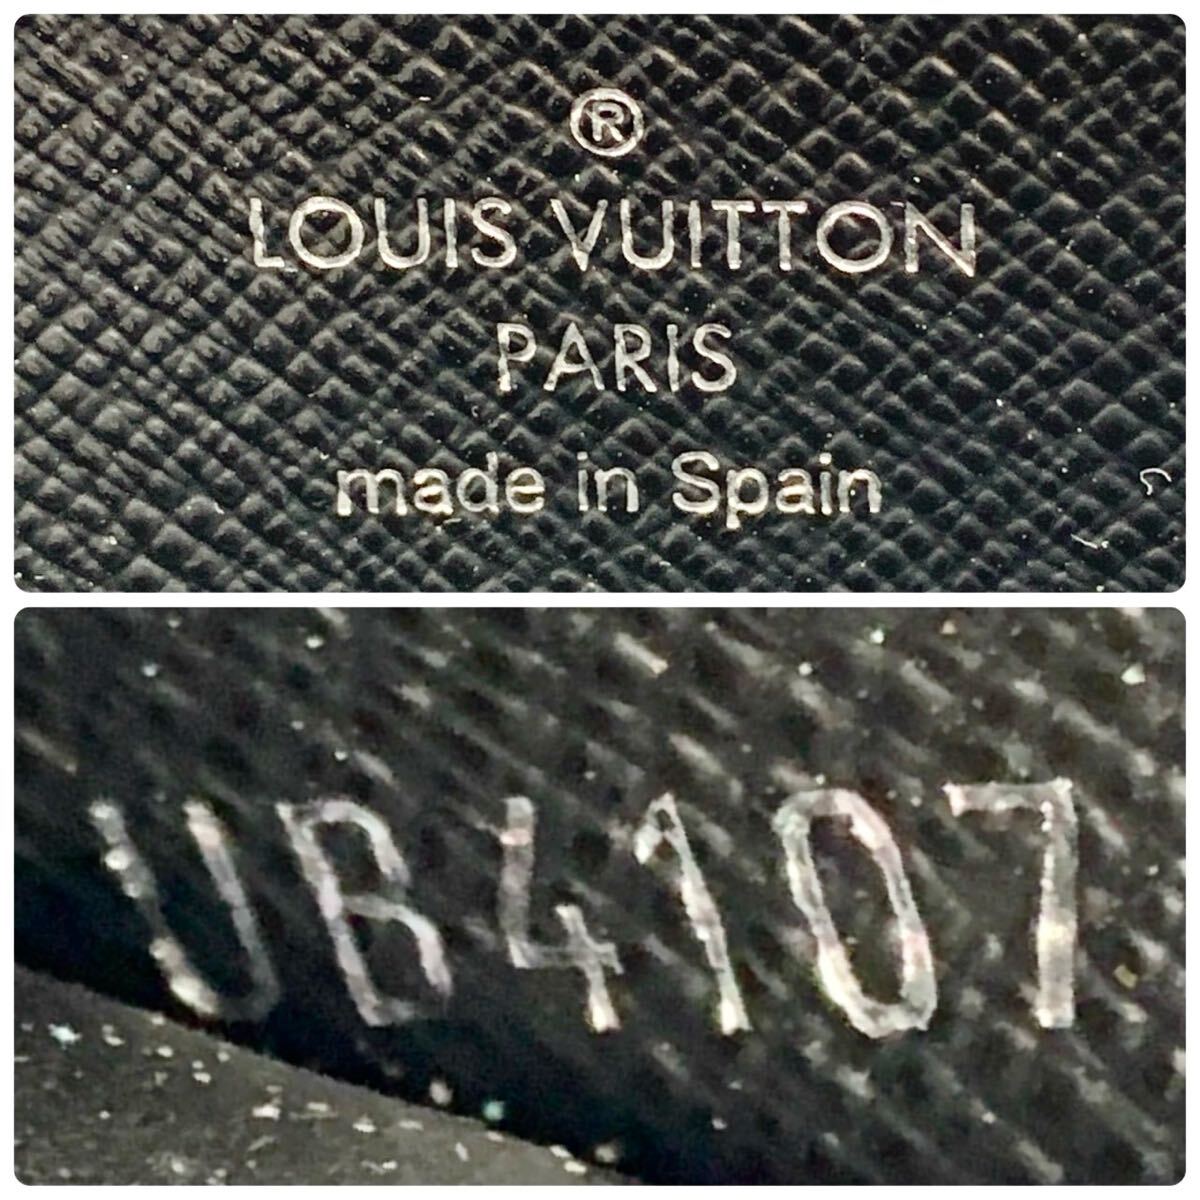 ®
LOUIS VUITTON
PARIS
made in Spain
UB4107